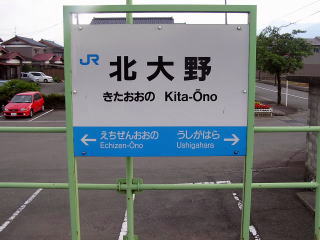 JR 北大野
きたおおの Kita-Ōno
えちぜんおおの うしがはら
Echizen-Ōno Ushigahara